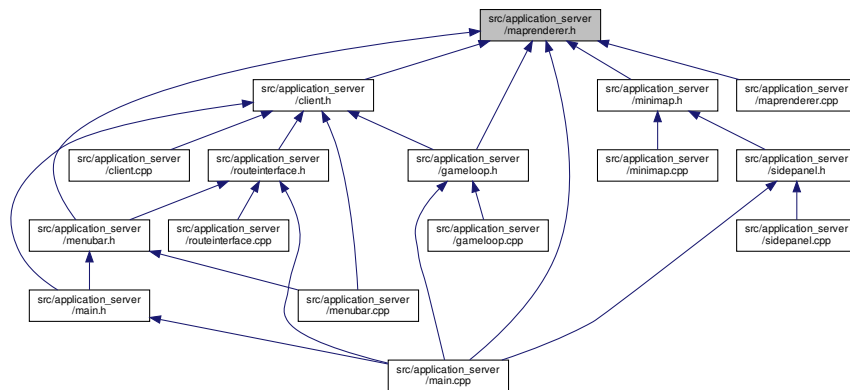 src/application_server
/maprenderer.h
src/application_server
/client.h
src/application_server
/minimap.h
src/application_server
/maprenderer.cpp
src/application_server
/client.cpp
src/application_server
/routeinterface.h
src/application_server
/gameloop.h
src/application_server
/minimap.cpp
src/application_server
/sidepanel.h
src/application_server
/menubar.h
src/application_server
/routeinterface.cpp
src/application_server
/gameloop.cpp
src/application_server
/sidepanel.cpp
src/application_server
/main.h
src/application_server
/menubar.cpp
src/application_server
/main.cpp